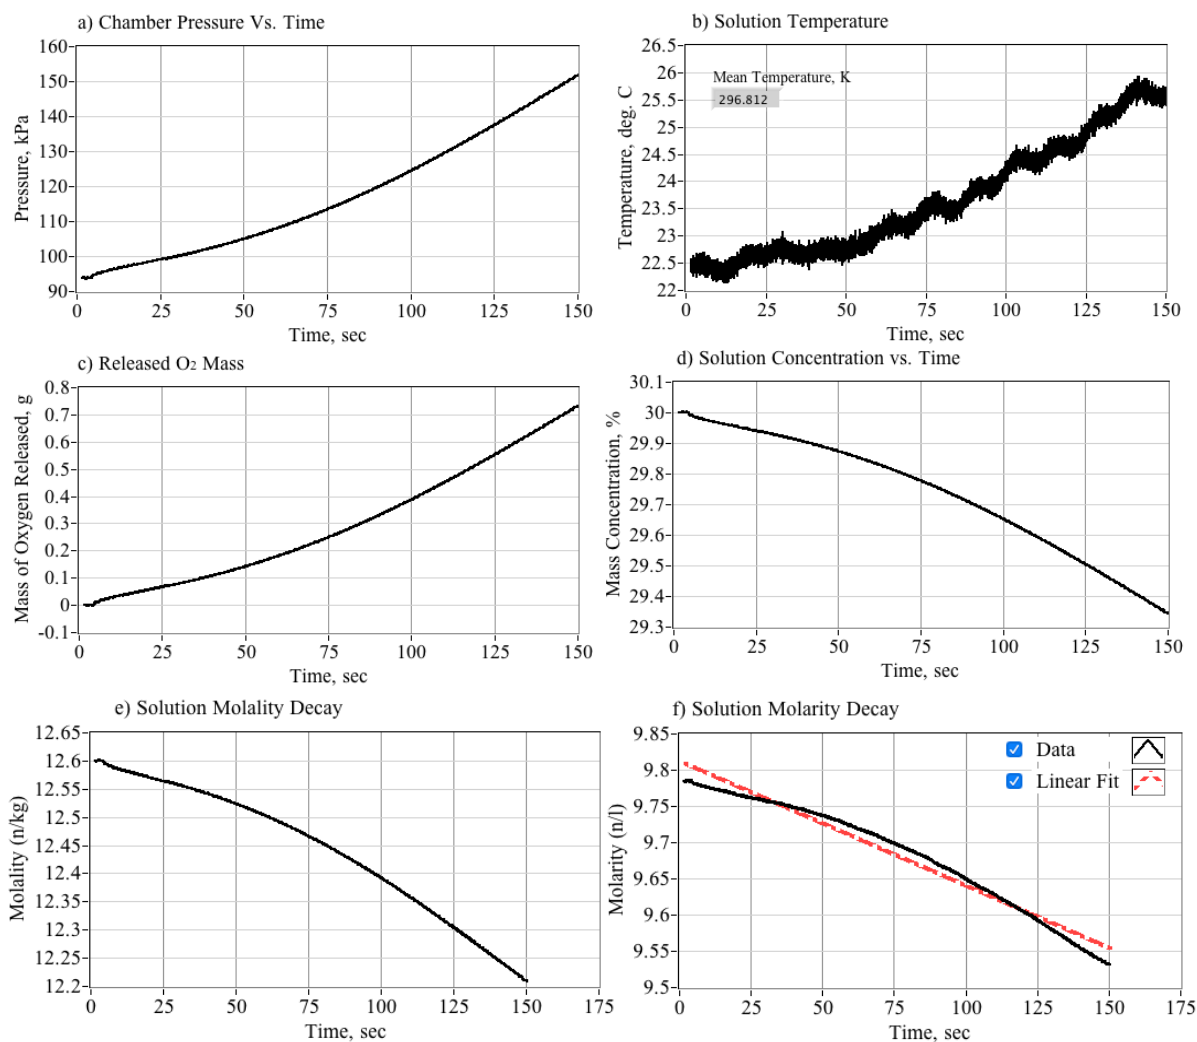 a) Chamber Pressure Vs. Time
160
150
140
130
120
110
100
90
Pressure, kPa
0 25 50 75 100 125 150
Time, sec
b) Solution Temperature
26.5
26
25.5
25
24.5
24
23.5
23
22.5
22
Temperature, deg. C
Mean Temperature, K
296.812
0 25 50 75 100 125 150
Time, sec
c) Released O2 Mass
0.8
0.7
0.6
0.5
0.4
0.3
0.2
0.1
0
-0.1
Mass of Oxygen Released, g
0 25 50 75 100 125 150
Time, sec
d) Solution Concentration vs. Time
30.1
30
29.9
29.8
29.7
29.6
29.5
29.4
29.3
Mass Concentration, %
0 25 50 75 100 125 150
Time, sec
e) Solution Molality Decay
12.65
12.6
12.55
12.5
12.45
12.4
12.35
12.3
12.25
12.2
Molality (n/kg)
0 25 50 75 100 125 150 175
Time, sec
f) Solution Molarity Decay
9.85
9.8
9.75
9.7
9.65
9.6
9.55
9.5
Molarity (n/l)
Data
Linear Fit
0 25 50 75 100 125 150 175
Time, sec